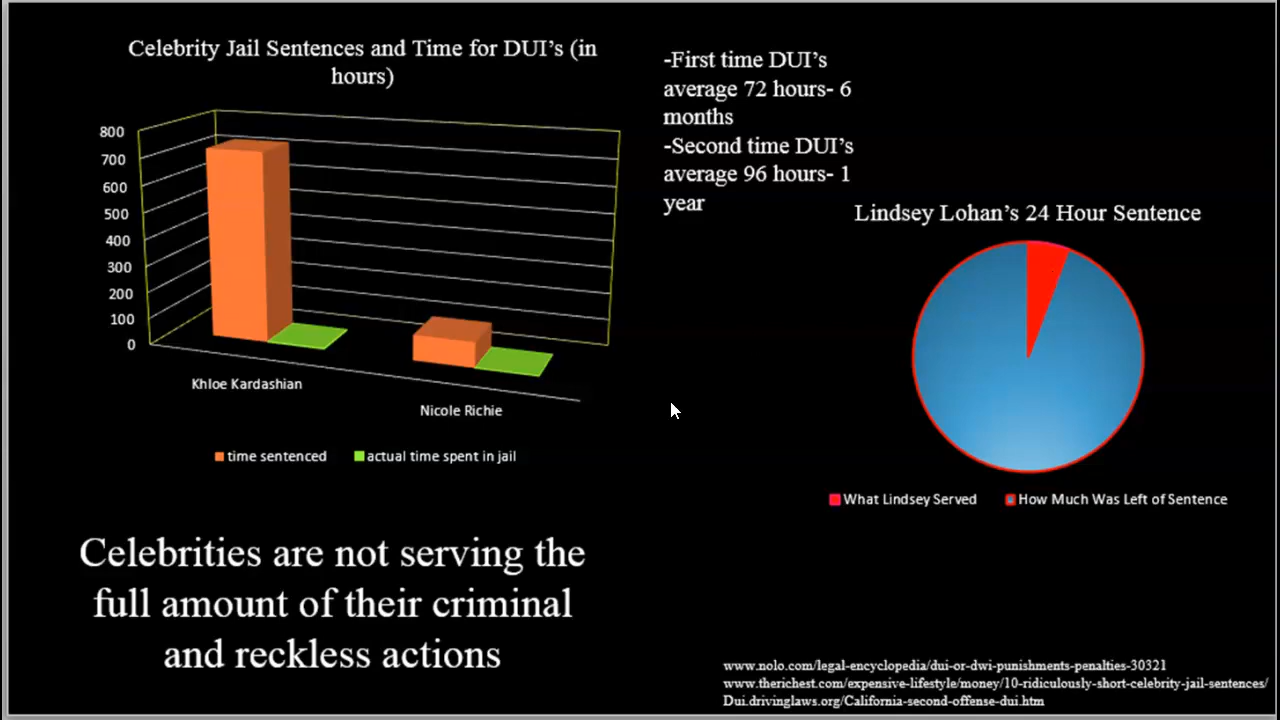 Celebrity Jail Sentences and Time for DUI's (in
hours)
800
700
600
500
400
300
200
100
0
Khloe Kardashian
Nicole Richie
time sentenced
actual time spent in jail
-First time DUI's
average 72 hours- 6
months
-Second time DUI's
average 96 hours- 1
year
Lindsey Lohan's 24 Hour Sentence
What Lindsey Served
How Much Was Left of Sentence
Celebrities are not serving the
full amount of their criminal
and reckless actions
www.nolo.com/legal-encyclopedia/dui-or-dwi-punishments-penalties-30321
www.therichest.com/expensive-lifestyle/money/10-ridiculously-short-celebrity-jail-sentences/
Dui.drivinglaws.org/California-second-offense-dui.htm